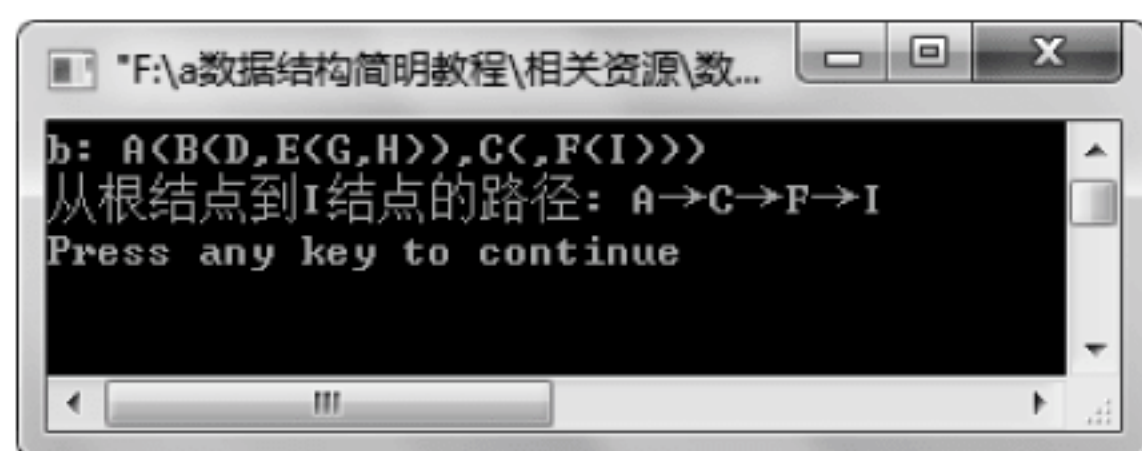 "F:\a数据结构简明教程\相关资源\数...
b: A(B(D,E(G,H)),C(,F(I)))
从根结点到I结点的路径: A→C→F→I
Press any key to continue